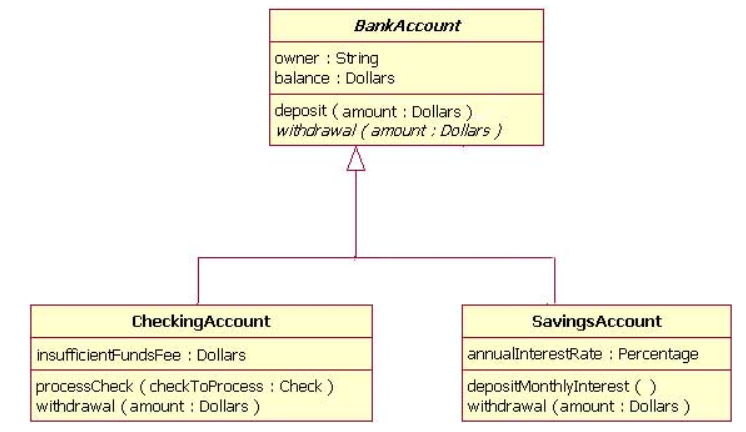 BankAccount
owner : String
balance : Dollars
deposit ( amount : Dollars )
withdrawal ( amount : Dollars )
CheckingAccount
insufficientFundsFee : Dollars
processCheck ( checkToProcess : Check )
withdrawal ( amount : Dollars )
SavingsAccount
annualInterestRate : Percentage
depositMonthlyInterest ( )
withdrawal ( amount : Dollars )